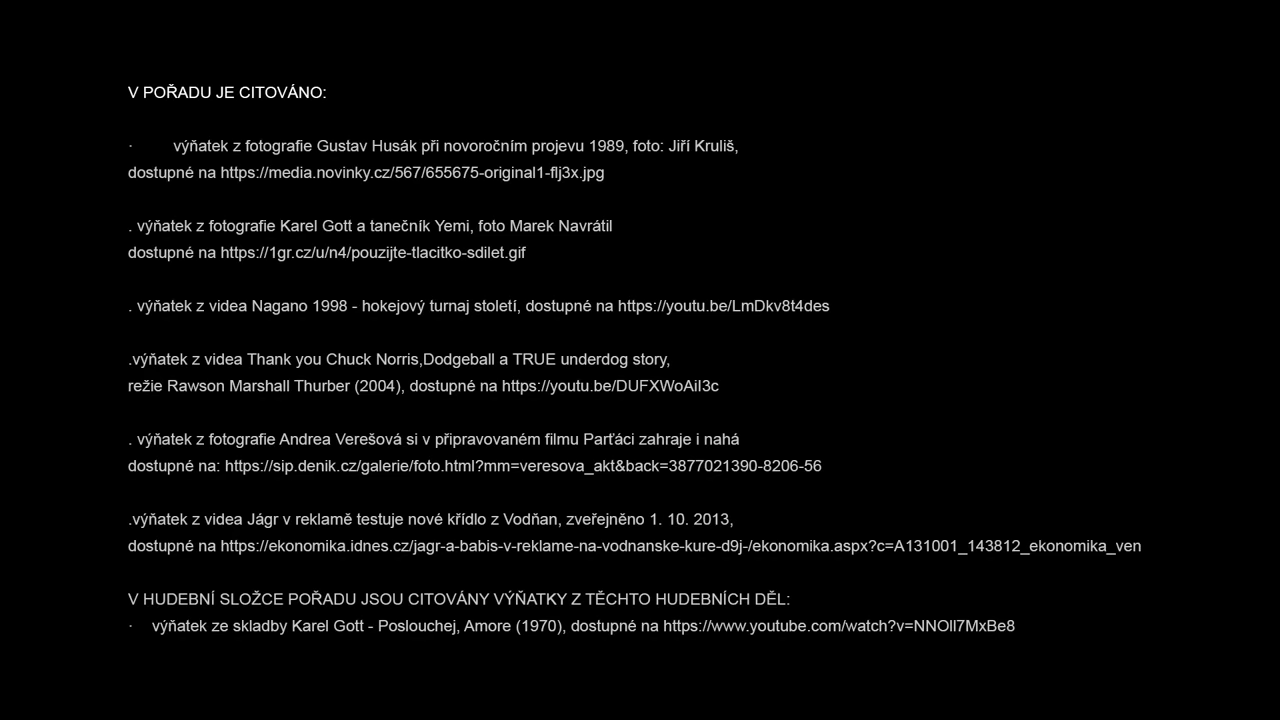 V POŘADU JE CITOVÁNO:
· výňatek z fotografie Gustav Husák při novoročním projevu 1989, foto: Jiří Kruliš,
dostupné na https://media.novinky.cz/567/655675-original1-flj3x.jpg
. výňatek z fotografie Karel Gott a tanečník Yemi, foto Marek Navrátil
dostupné na https://1gr.cz/u/n4/pouzijte-tlacitko-sdilet.gif
. výňatek z videa Nagano 1998 - hokejový turnaj století, dostupné na https://youtu.be/LmDkv8t4des
.výňatek z videa Thank you Chuck Norris,Dodgeball a TRUE underdog story,
režie Rawson Marshall Thurber (2004), dostupné na https://youtu.be/DUFXWoAiI3c
. výňatek z fotografie Andrea Verešová si v připravovaném filmu Parťáci zahraje i nahá
dostupné na: https://sip.denik.cz/galerie/foto.html?mm=veresova_akt&back=3877021390-8206-56
.výňatek z videa Jágr v reklamě testuje nové křídlo z Vodňan, zveřejněno 1. 10. 2013,
dostupné na https://ekonomika.idnes.cz/jagr-a-babis-v-reklame-na-vodnanske-kure-d9j-/ekonomika.aspx?c=A131001_143812_ekonomika_ven
V HUDEBNÍ SLOŽCE POŘADU JSOU CITOVÁNY VÝŇATKY Z TĚCHTO HUDEBNÍCH DĚL:
· výňatek ze skladby Karel Gott - Poslouchej, Amore (1970), dostupné na https://www.youtube.com/watch?v=NNOll7MxBe8